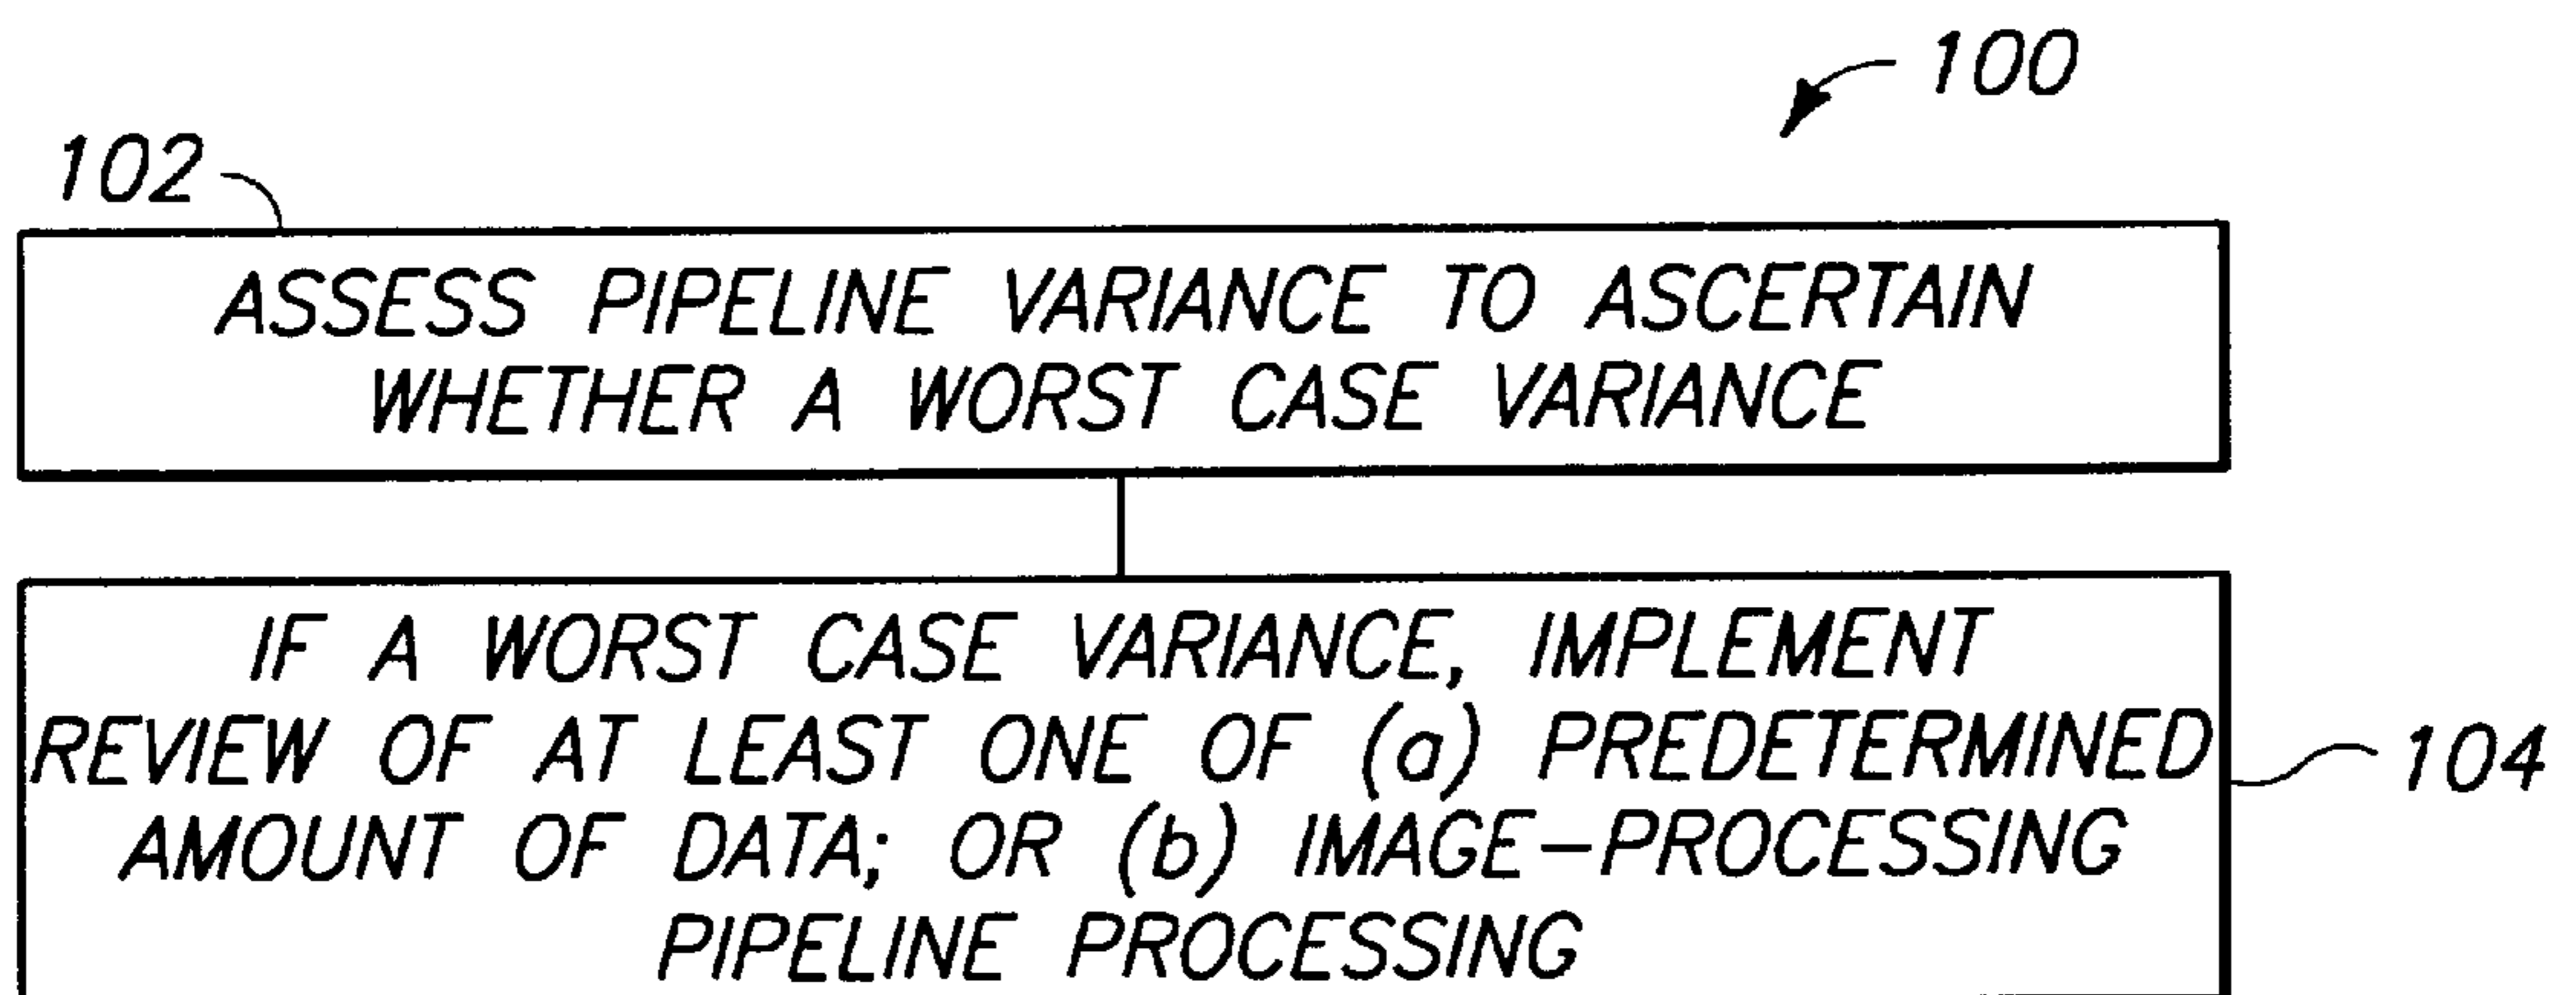 100
102
ASSESS PIPELINE VARIANCE TO ASCERTAIN
WHETHER A WORST CASE VARIANCE
IF A WORST CASE VARIANCE, IMPLEMENT
REVIEW OF AT LEAST ONE OF (a) PREDETERMINED
AMOUNT OF DATA; OR (b) IMAGE-PROCESSING
PIPELINE PROCESSING
104